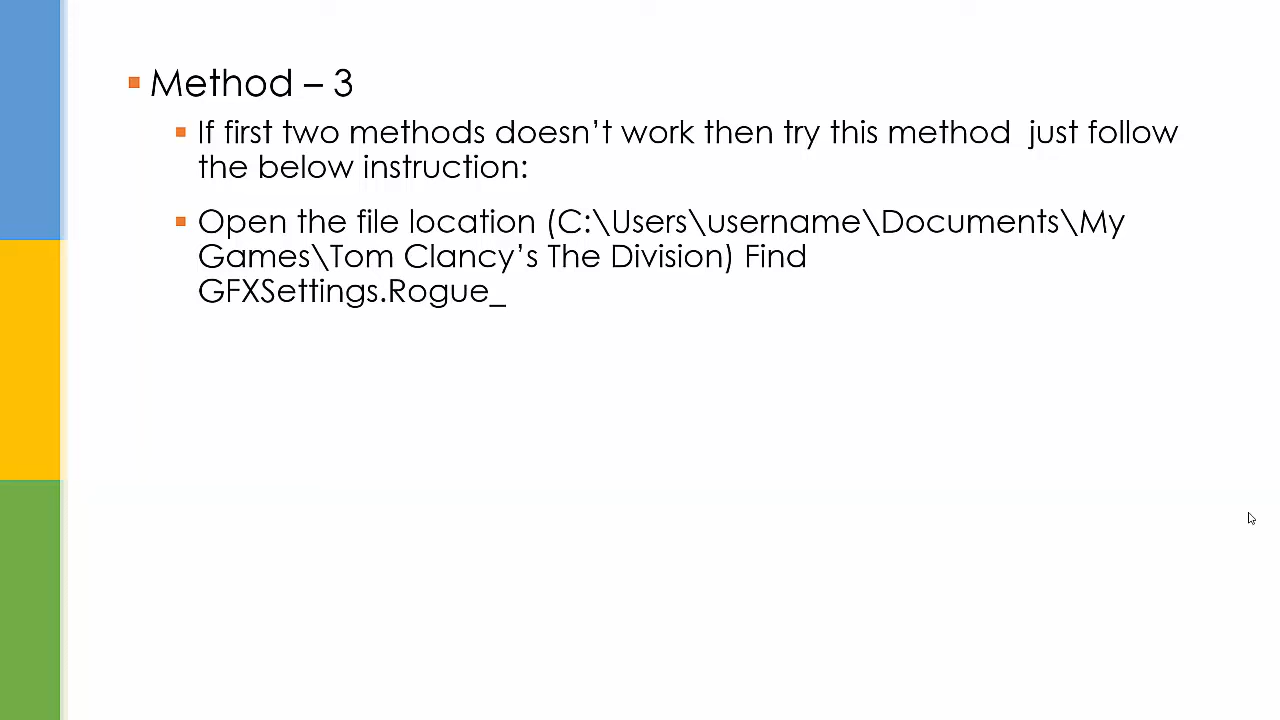 Method – 3
If first two methods doesn’t work then try this method  just follow
the below instruction:
Open the file location (C:\Users\username\Documents\My
Games\Tom Clancy’s The Division) Find
GFXSettings.Rogue_